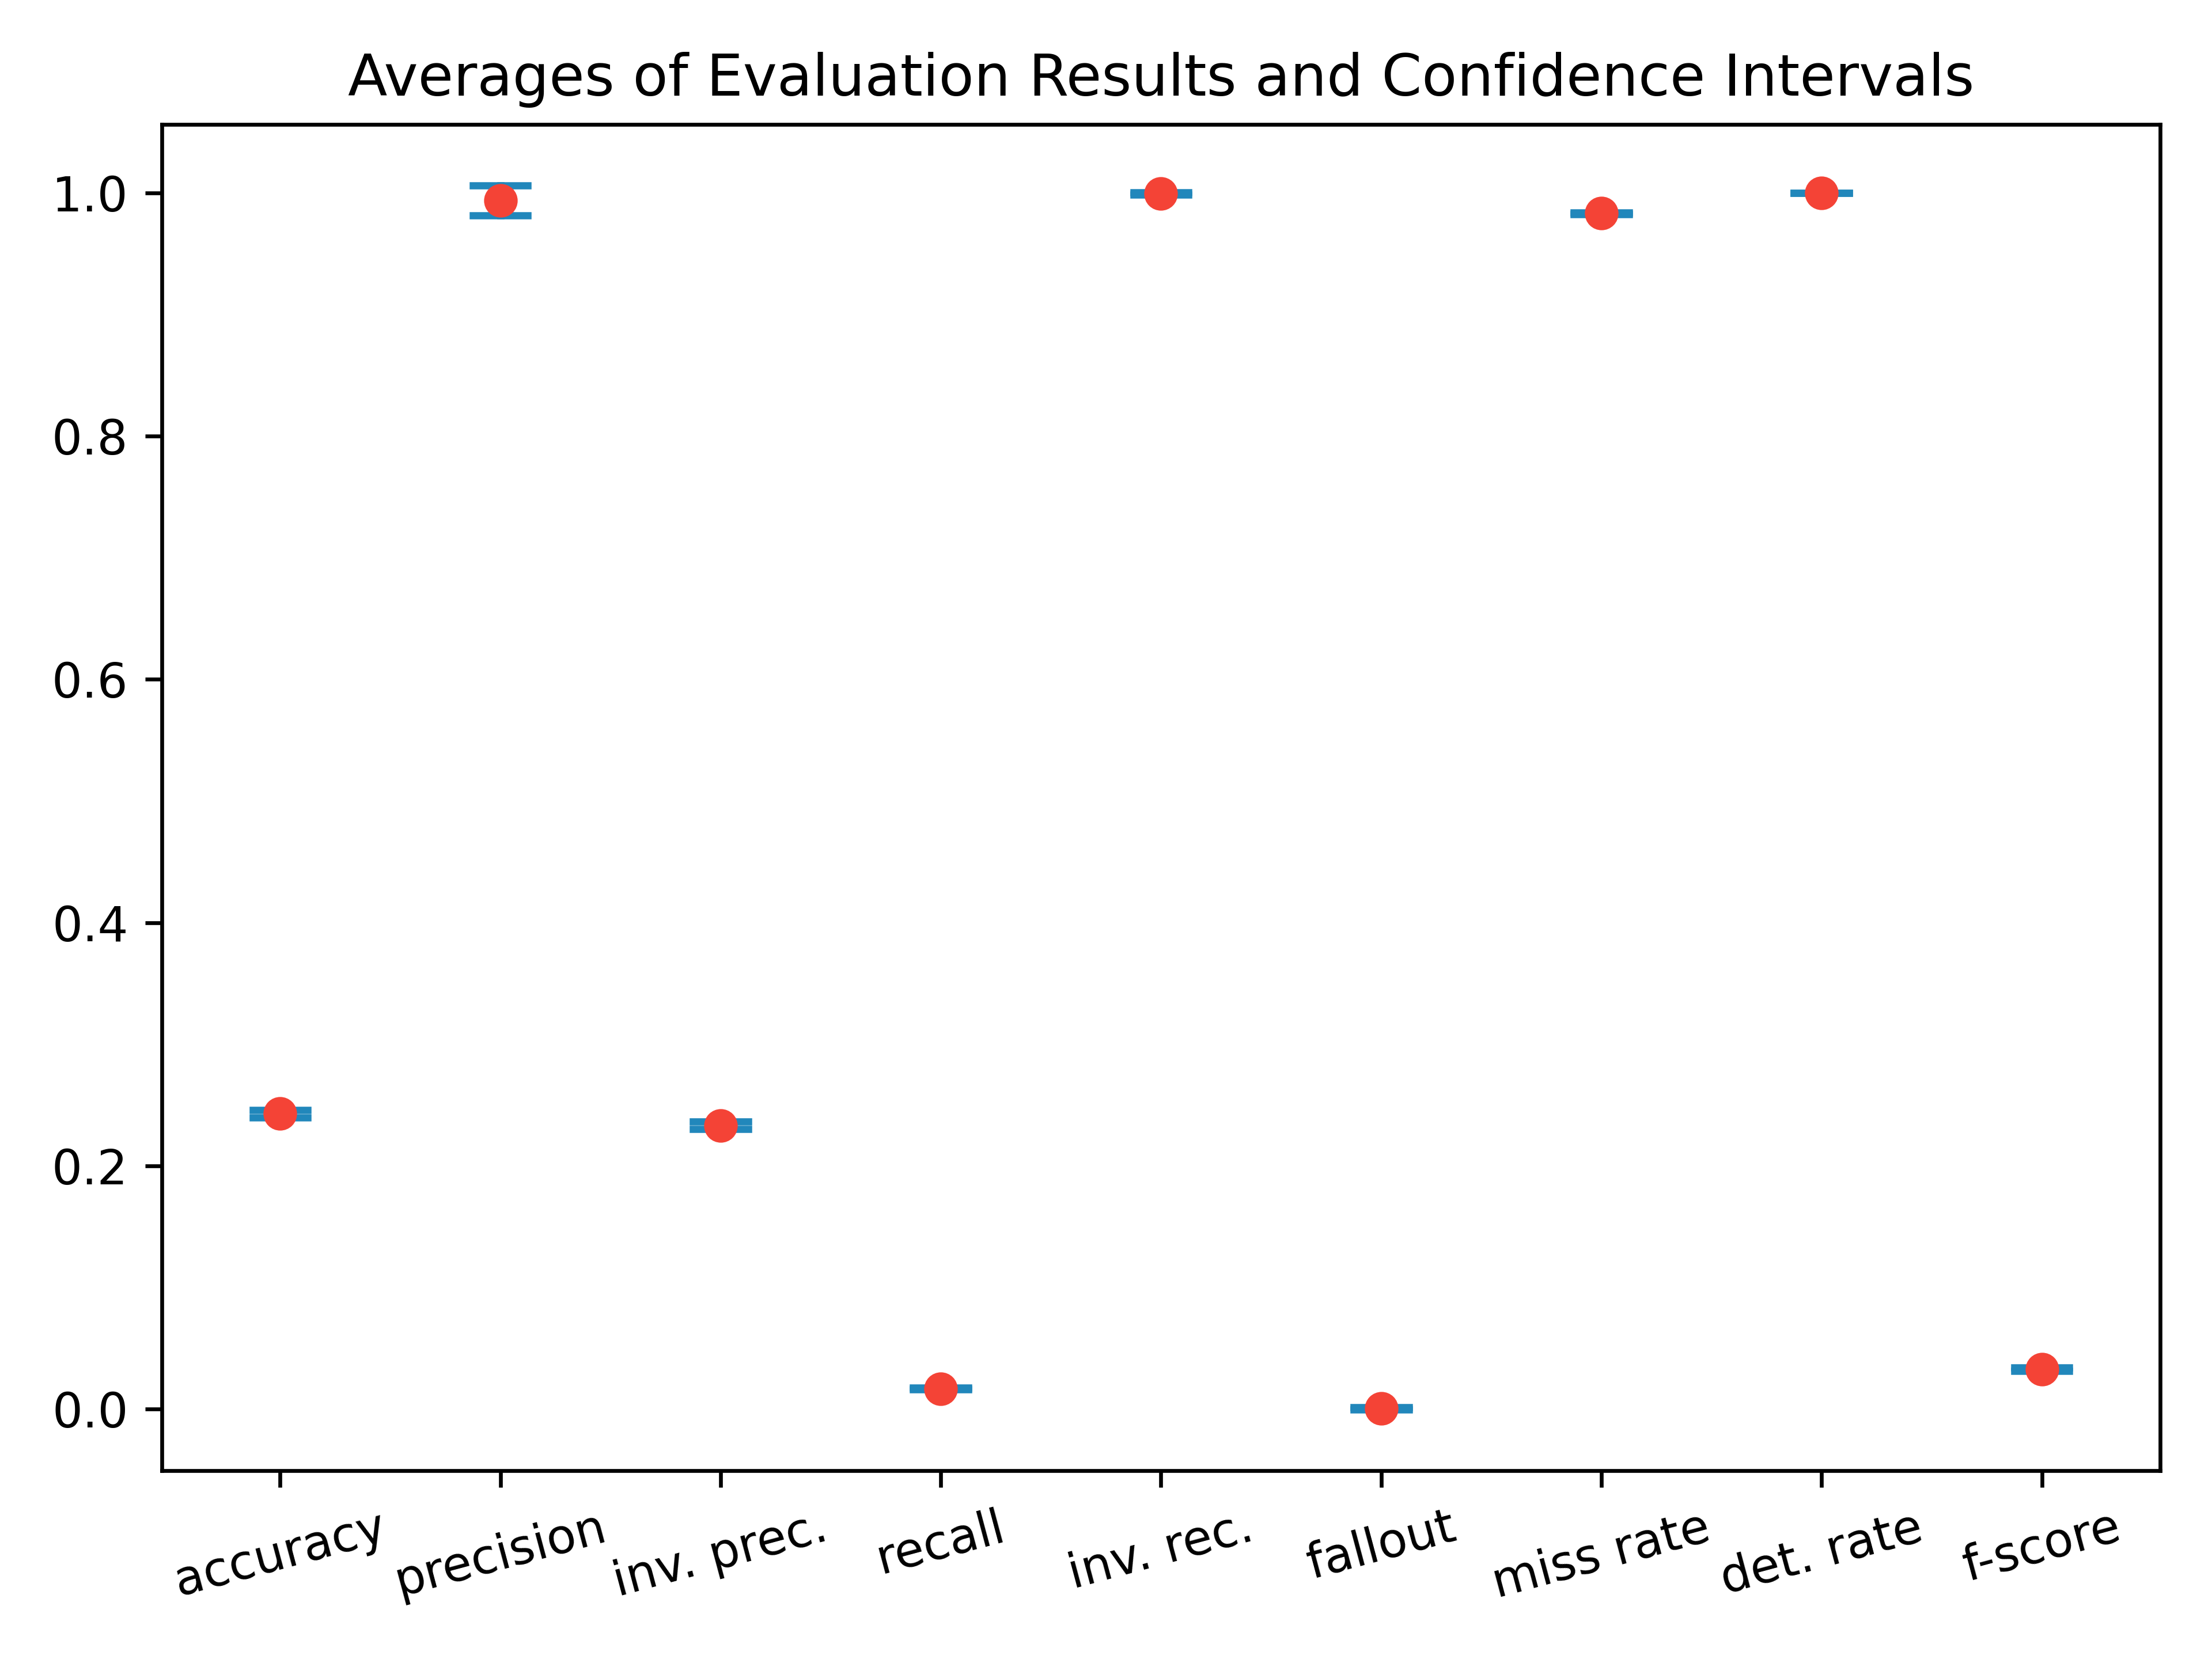 Averages of Evaluation Results and Confidence Intervals
1.0
0.8
0.6
0.4
0.2
0.0
accuracy
precision
inv. prec.
recall
inv. rec.
fallout
miss rate
det. rate
f-score